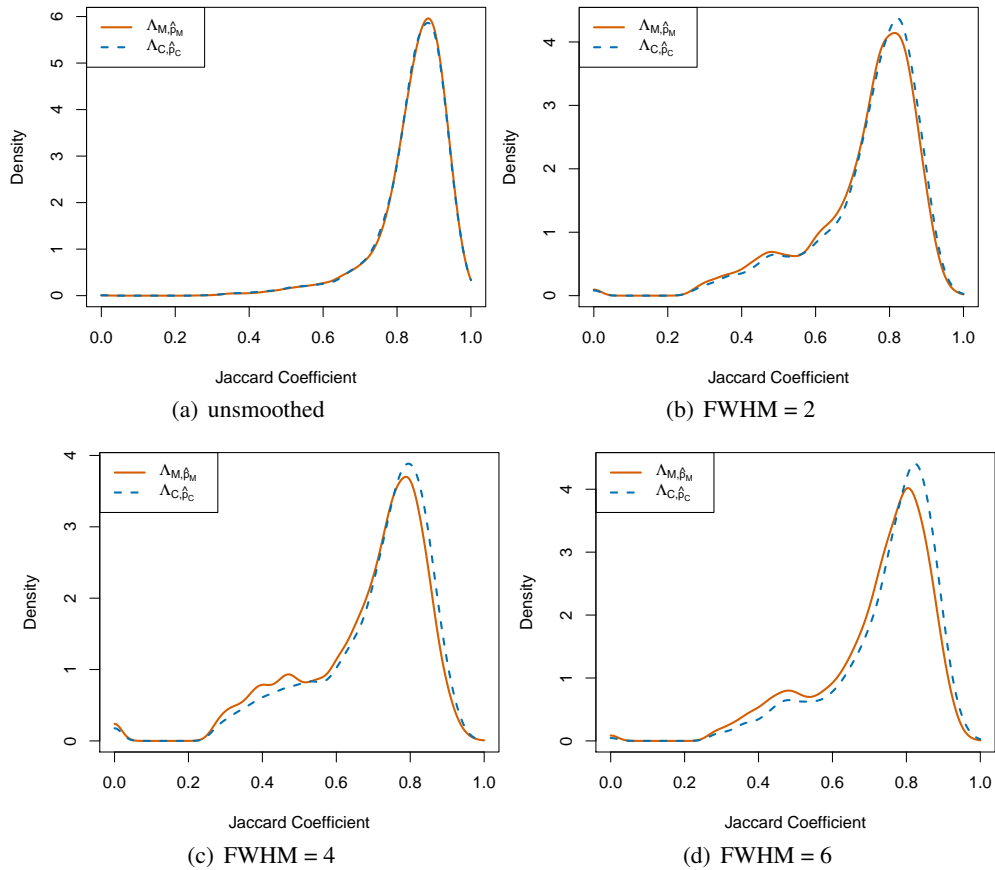 Λ_{M,p̂_M}
Λ_{C,p̂_C}
Density
0 1 2 3 4 5 6
0.0 0.2 0.4 0.6 0.8 1.0
Jaccard Coefficient
(a) unsmoothed
Λ_{M,p̂_M}
Λ_{C,p̂_C}
Density
0 1 2 3 4
0.0 0.2 0.4 0.6 0.8 1.0
Jaccard Coefficient
(b) FWHM = 2
Λ_{M,p̂_M}
Λ_{C,p̂_C}
Density
0 1 2 3 4
0.0 0.2 0.4 0.6 0.8 1.0
Jaccard Coefficient
(c) FWHM = 4
Λ_{M,p̂_M}
Λ_{C,p̂_C}
Density
0 1 2 3 4
0.0 0.2 0.4 0.6 0.8 1.0
Jaccard Coefficient
(d) FWHM = 6